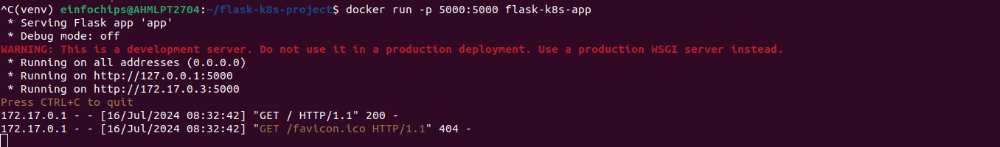 ^C(venv) einfochips@AHMLPT2704:~/flask-k8s-project$ docker run -p 5000:5000 flask-k8s-app
 * Serving Flask app 'app'
 * Debug mode: off
WARNING: This is a development server. Do not use it in a production deployment. Use a production WSGI server instead.
 * Running on all addresses (0.0.0.0)
 * Running on http://127.0.0.1:5000
 * Running on http://172.17.0.3:5000
Press CTRL+C to quit
172.17.0.1 - - [16/Jul/2024 08:32:42] "GET / HTTP/1.1" 200 -
172.17.0.1 - - [16/Jul/2024 08:32:42] "GET /favicon.ico HTTP/1.1" 404 -